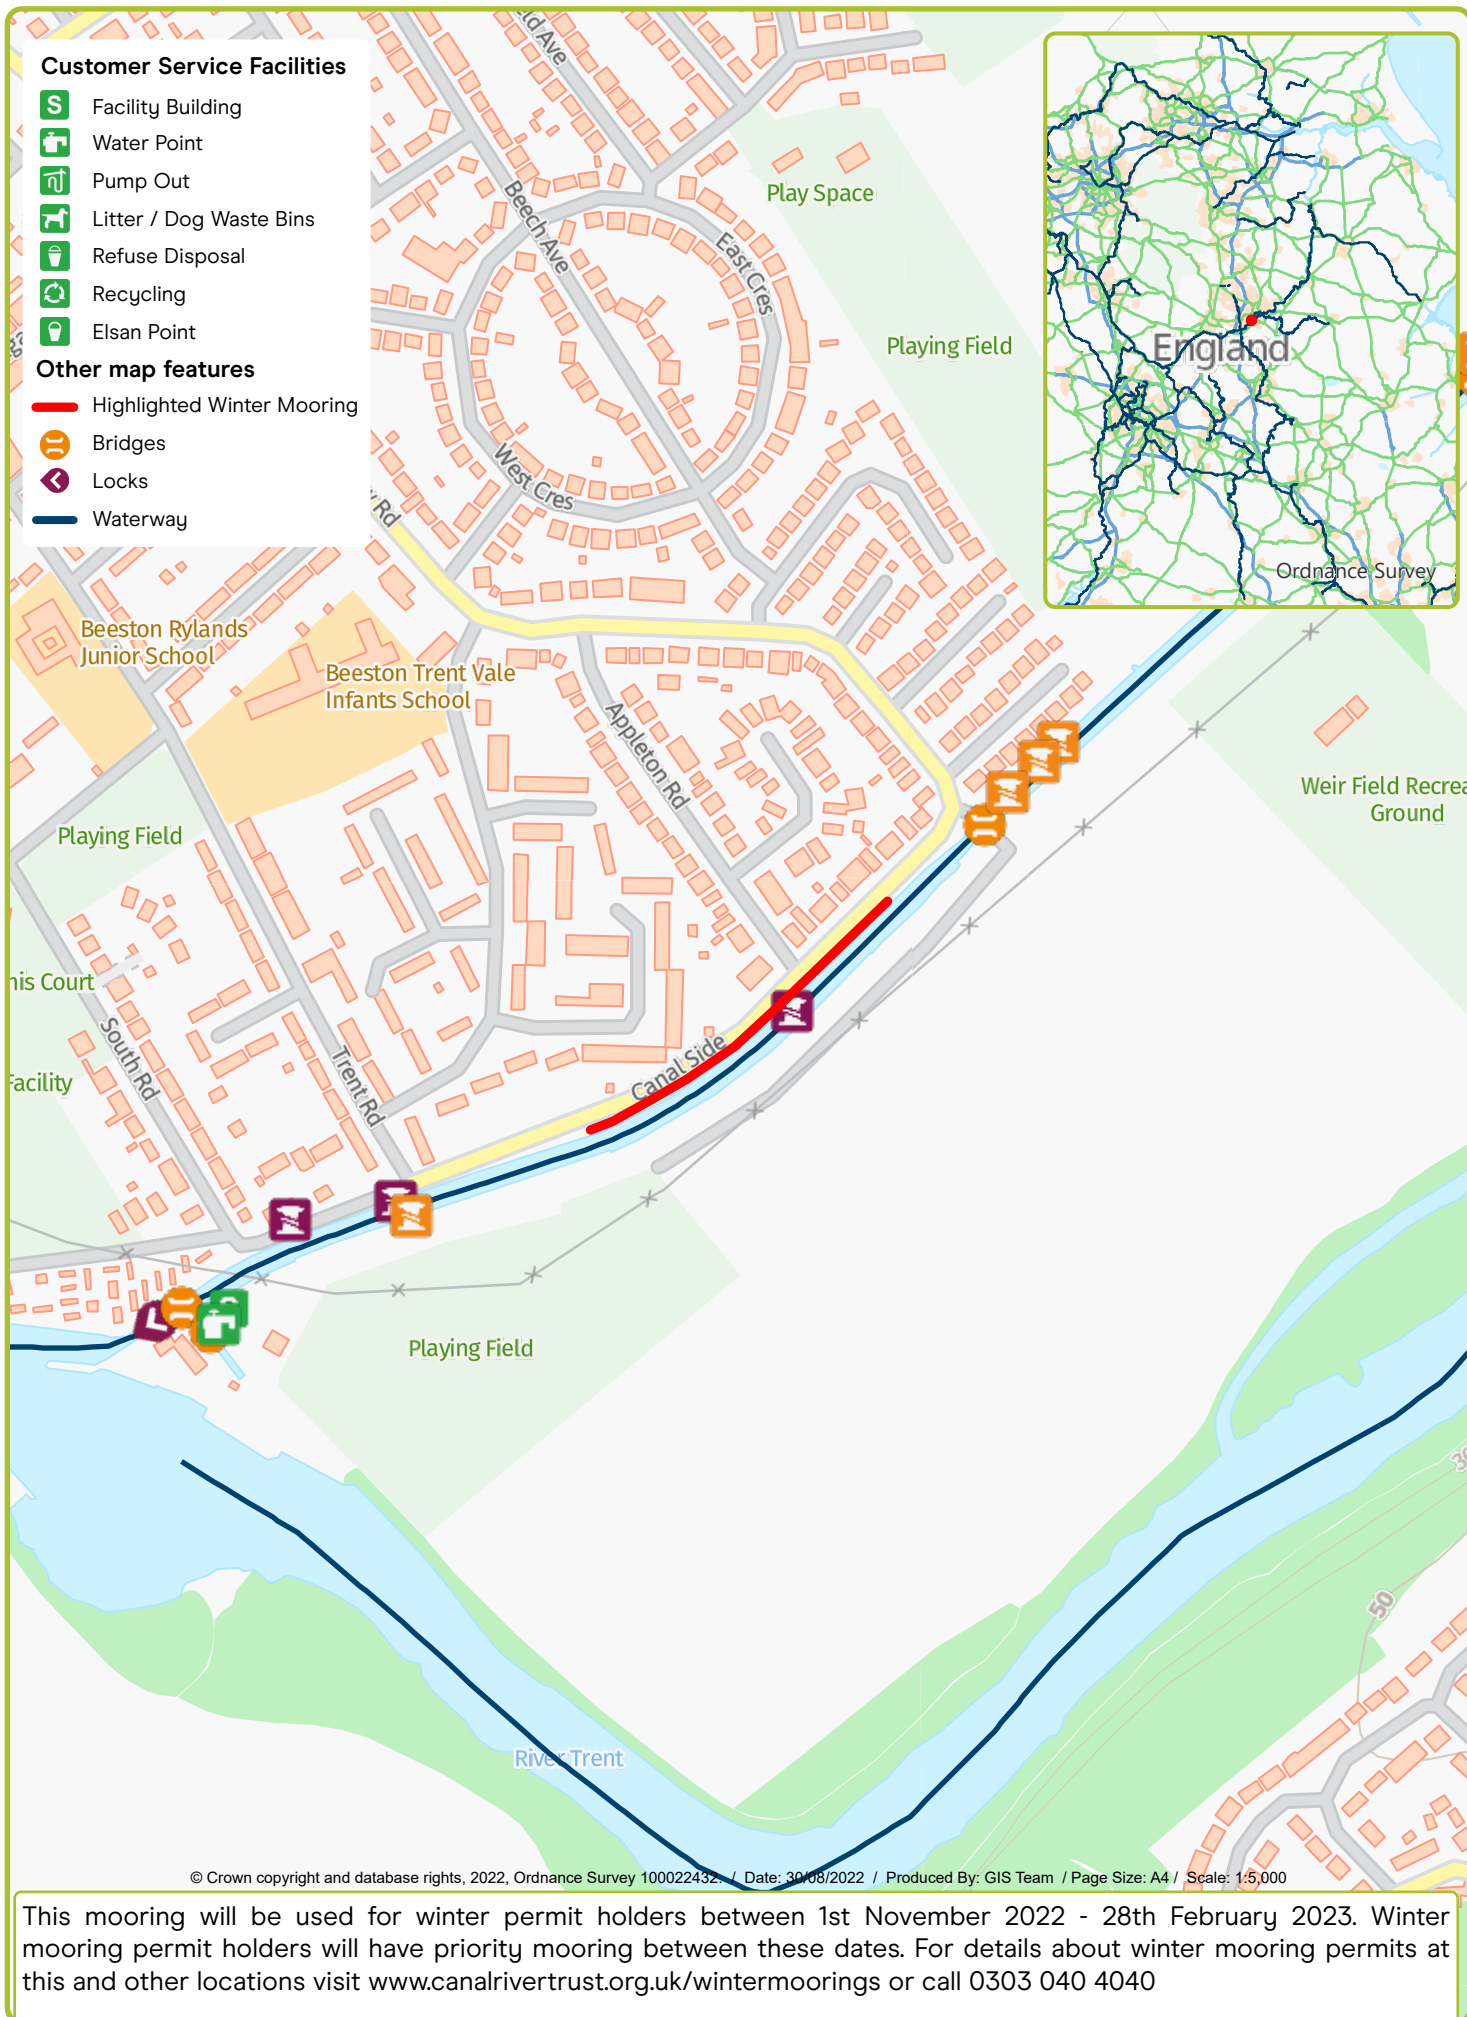 Customer Service Facilities
S Facility Building
Water Point
Pump Out
Litter / Dog Waste Bins
Refuse Disposal
Recycling
Elsan Point
Other map features
Highlighted Winter Mooring
Bridges
Locks
Waterway
Beech Ave
East Cres
West Cres
Rd
Play Space
Playing Field
England
Ordnance Survey
Beeston Rylands
Junior School
Beeston Trent Vale
Infants School
Appleton Rd
Weir Field Recrea
Ground
Playing Field
nis Court
South Rd
Facility
Trent Rd
Canal Side
Playing Field
50
River Trent
© Crown copyright and database rights, 2022, Ordnance Survey 100022432. / Date: 30/08/2022 / Produced By: GIS Team / Page Size: A4 / Scale: 1:5,000
This mooring will be used for winter permit holders between 1st November 2022 - 28th February 2023. Winter
mooring permit holders will have priority mooring between these dates. For details about winter mooring permits at
this and other locations visit www.canalrivertrust.org.uk/wintermoorings or call 0303 040 4040